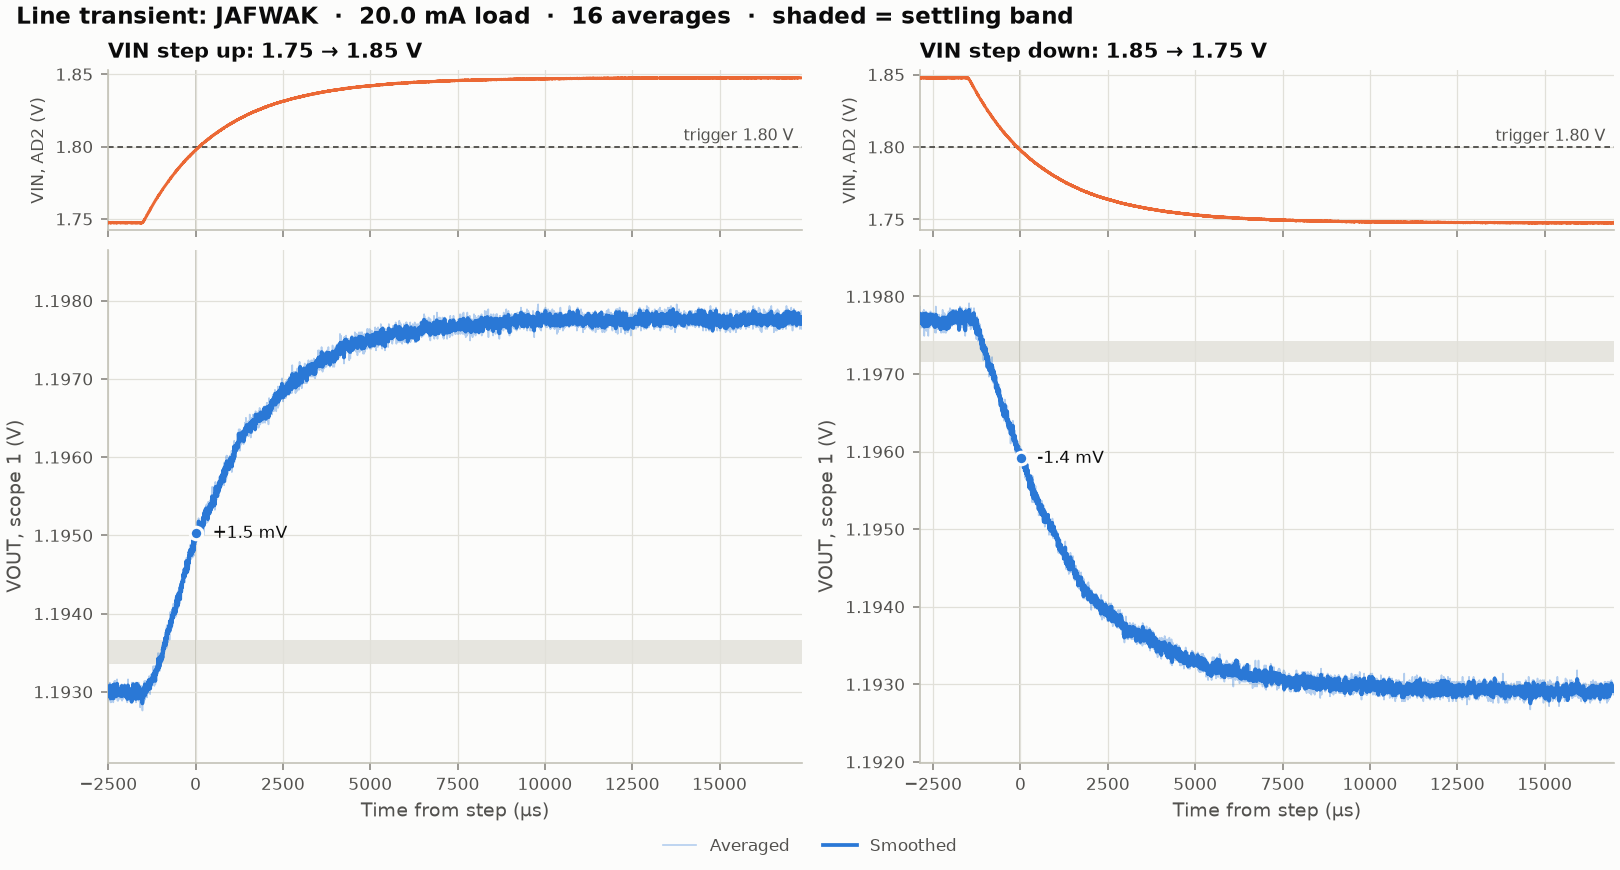 Line transient: JAFWAK · 20.0 mA load · 16 averages · shaded = settling band
VIN step up: 1.75 → 1.85 V
VIN, AD2 (V)
1.85
1.80
1.75
trigger 1.80 V
VOUT, scope 1 (V)
1.1980
1.1970
1.1960
1.1950
1.1940
1.1930
+1.5 mV
−2500 0 2500 5000 7500 10000 12500 15000
Time from step (µs)
VIN step down: 1.85 → 1.75 V
VIN, AD2 (V)
1.85
1.80
1.75
trigger 1.80 V
VOUT, scope 1 (V)
1.1980
1.1970
1.1960
1.1950
1.1940
1.1930
1.1920
-1.4 mV
−2500 0 2500 5000 7500 10000 12500 15000
Time from step (µs)
Averaged Smoothed